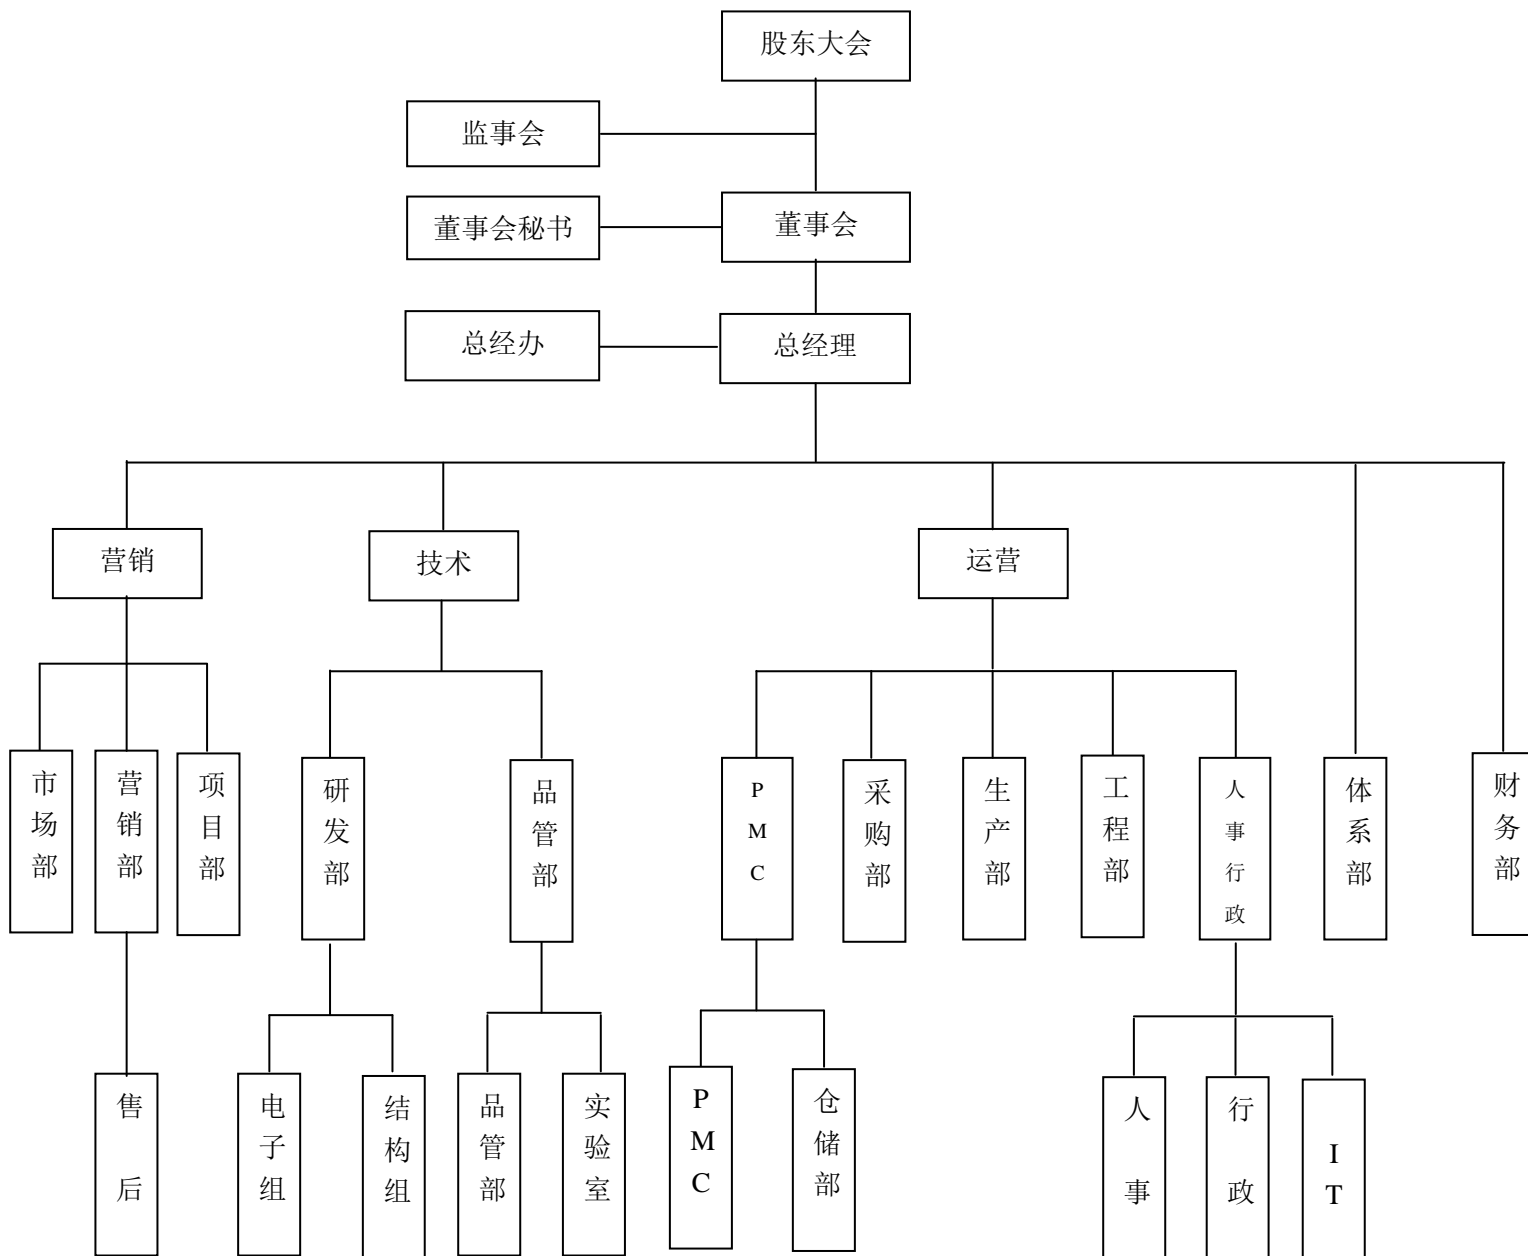 股东大会
监事会
董事会秘书
董事会
总经办
总经理
营销
技术
运营
市场部
营销部
项目部
研发部
品管部
PMC
采购部
生产部
工程部
人事行政
体系部
财务部
售后
电子组
结构组
品管部
实验室
PMC
仓储部
人事
行政
IT